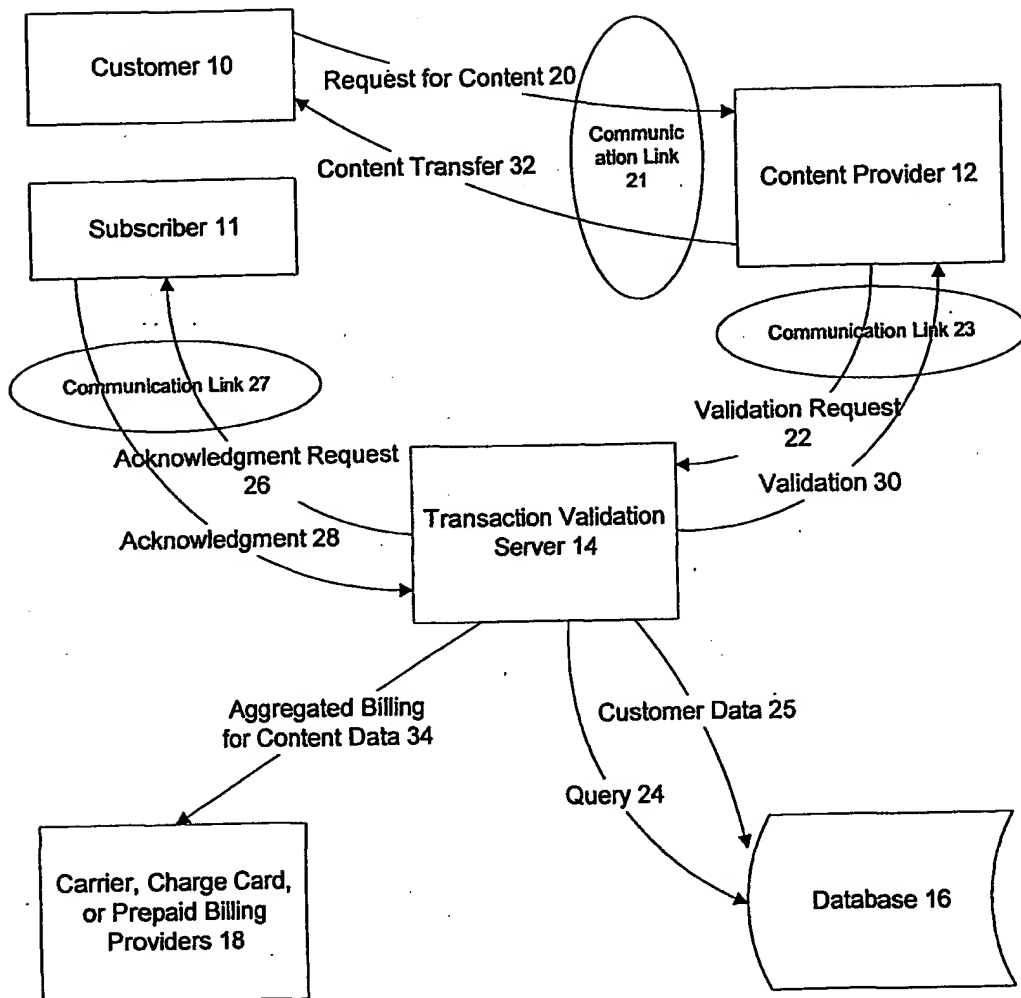 Customer 10
Request for Content 20
Communic
ation Link
21
Content Transfer 32
Content Provider 12
Subscriber 11
Communication Link 23
Communication Link 27
Validation Request
22
Acknowledgment Request
26
Validation 30
Transaction Validation
Server 14
Acknowledgment 28
Aggregated Billing
for Content Data 34
Customer Data 25
Query 24
Carrier, Charge Card,
or Prepaid Billing
Providers 18
Database 16